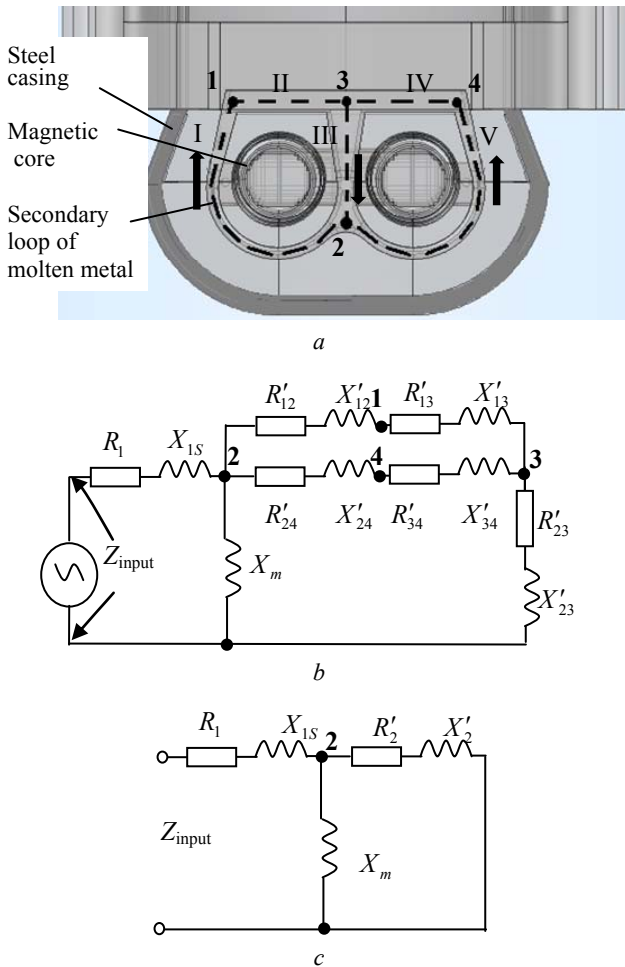 Steel
casing
Magnetic
core
Secondary
loop of
molten metal
1 II 3 IV 4
I III V
2
a
R′12 X′12 1 R′13 X′13
R1 X1S 2 4 3
R′24 X′24 R′34 X′34 R′23
Zinput Xm X′23
b
R1 X1S 2 R′2 X′2
Zinput Xm
c